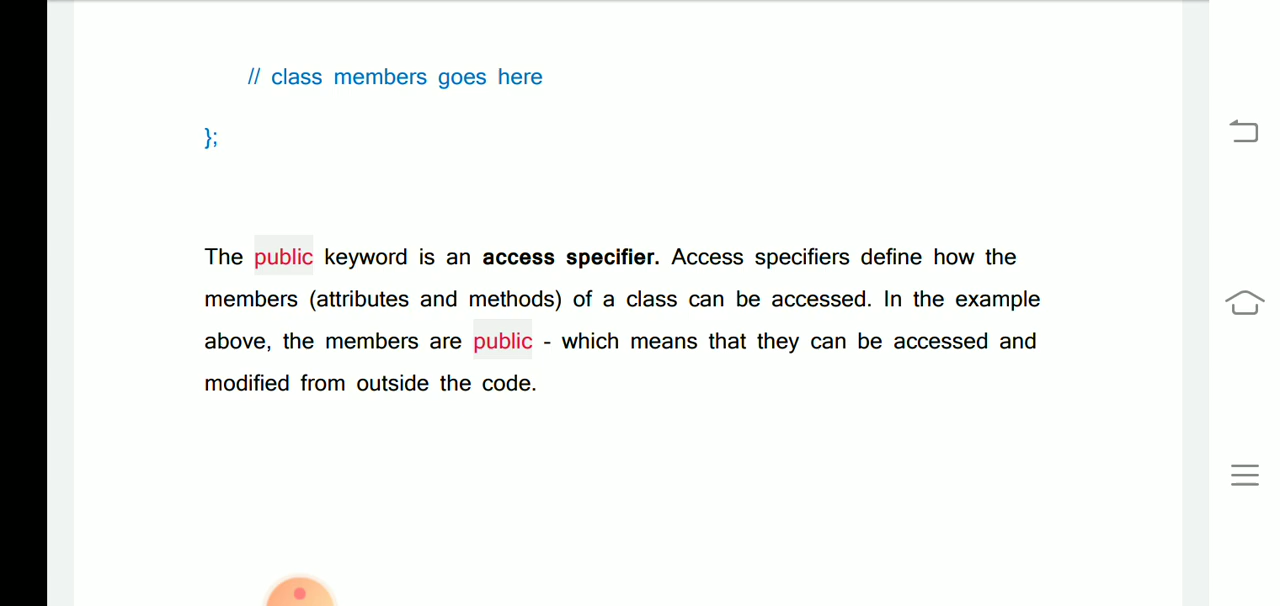 // class members goes here
};
The public keyword is an access specifier. Access specifiers define how the
members (attributes and methods) of a class can be accessed. In the example
above, the members are public - which means that they can be accessed and
modified from outside the code.